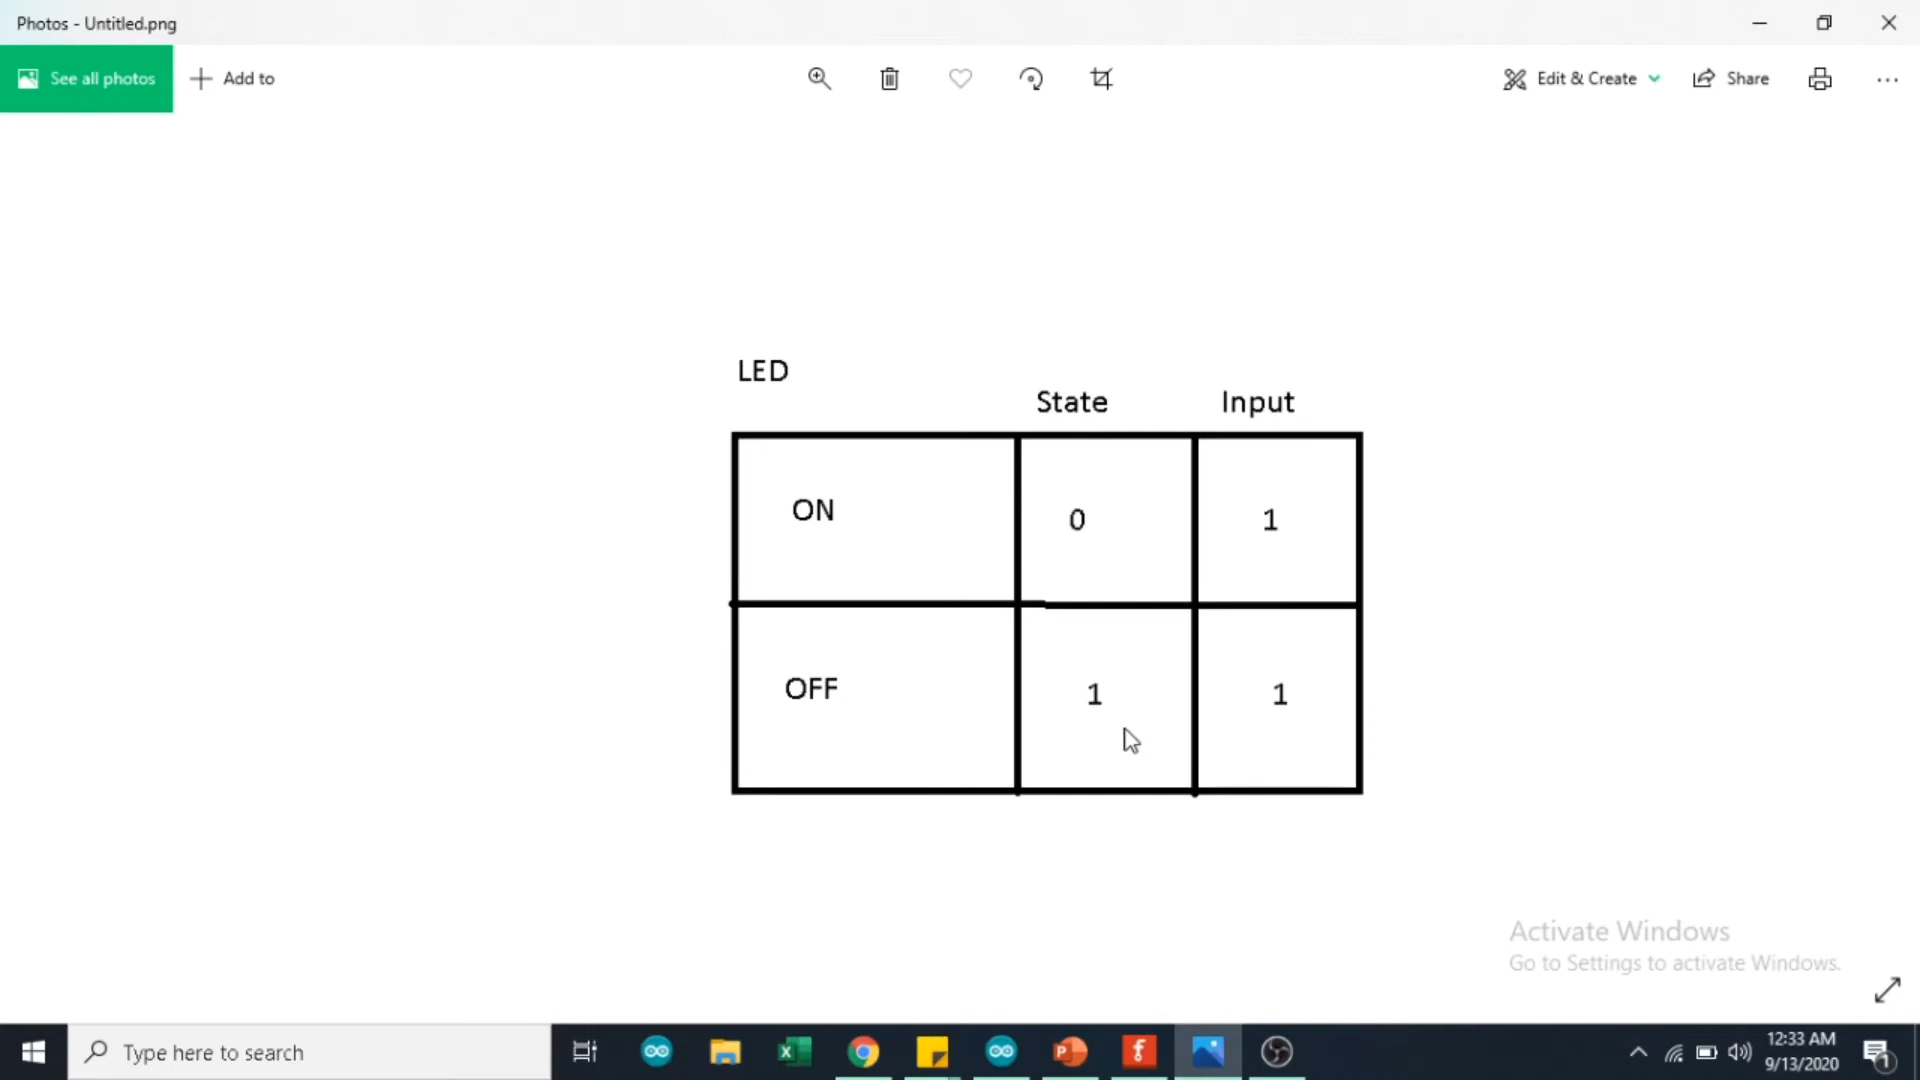 Photos - Untitled.png
See all photos
Add to
Edit & Create
Share
LED
State Input
ON 0 1
OFF 1 1
Activate Windows
Go to Settings to activate Windows.
Type here to search
12:33 AM
9/13/2020
1